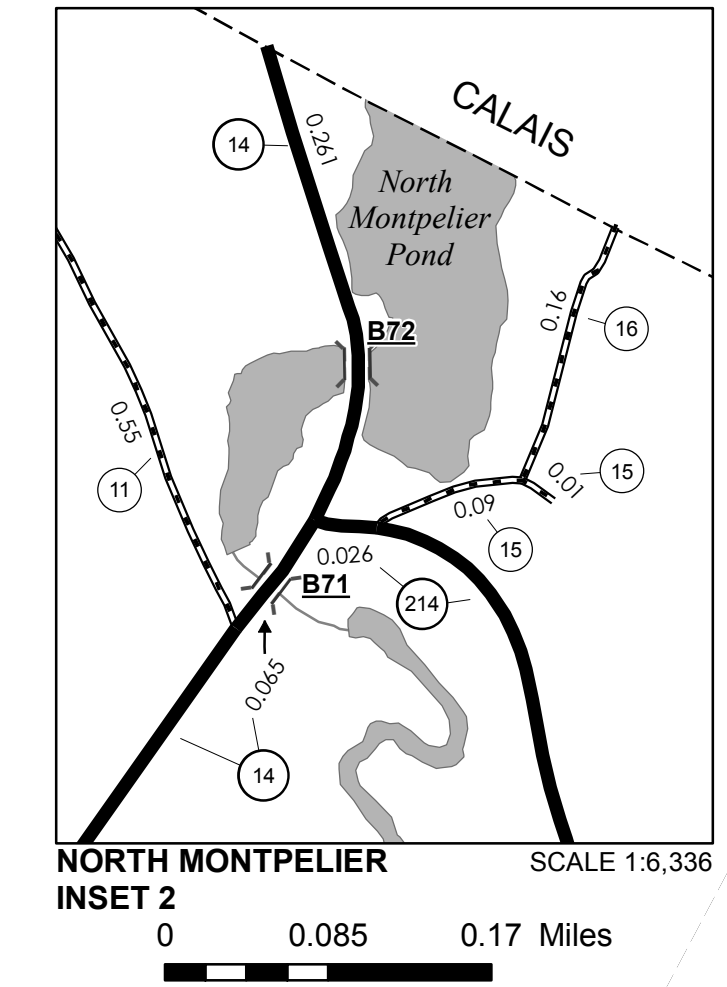 CALAIS
14
0.261
North
Montpelier
Pond
0.16
16
B72
0.55
11
0.01
15
0.09
15
0.026
B71
214
0.065
14
NORTH MONTPELIER
INSET 2
SCALE 1:6,336
0 0.085 0.17 Miles